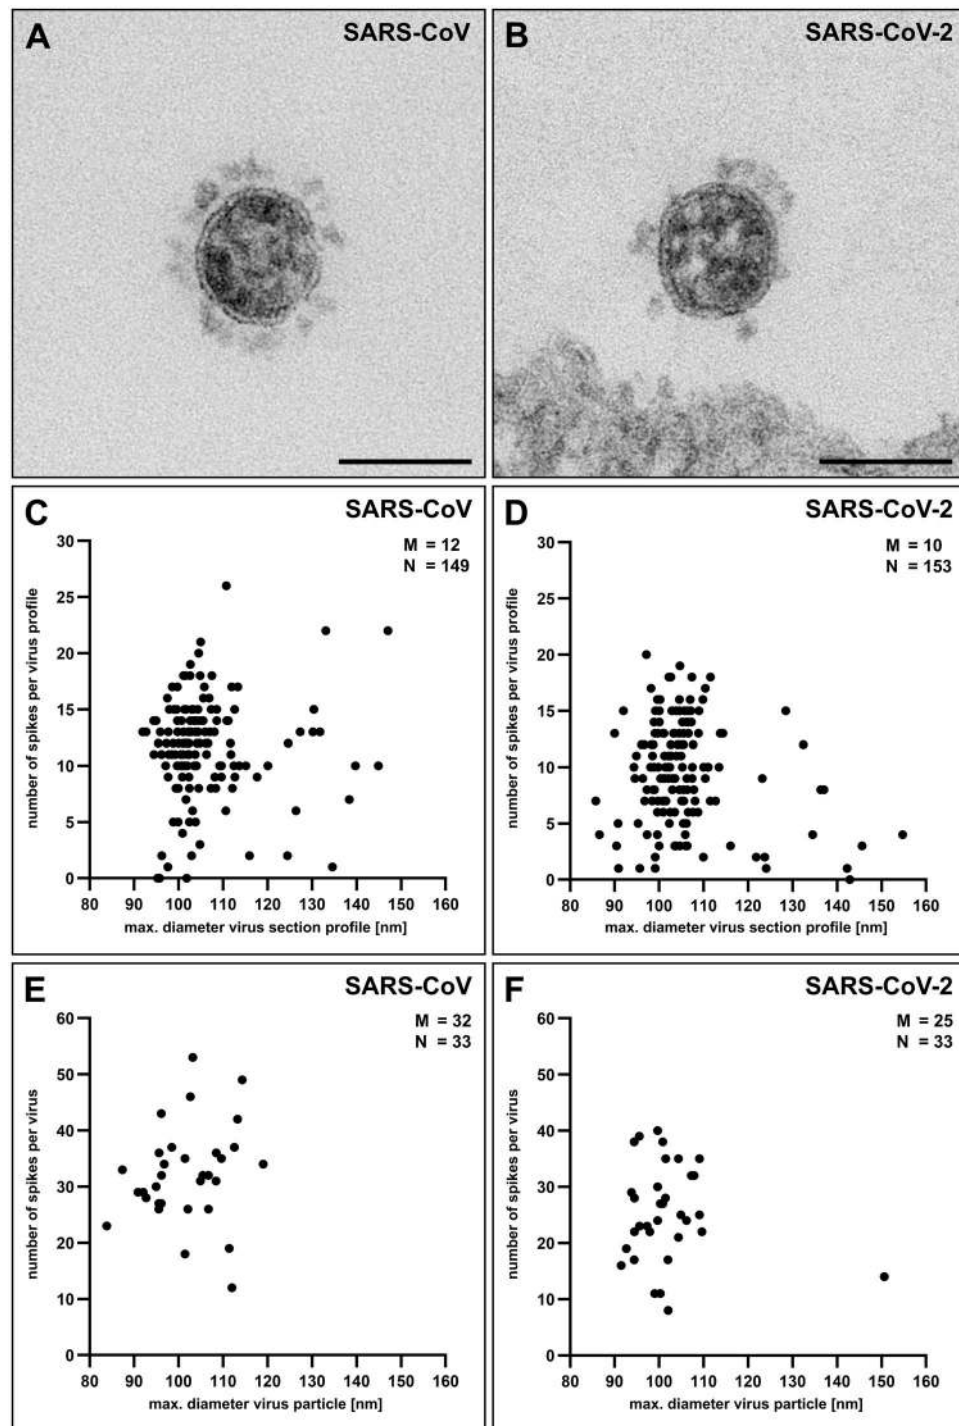 A SARS-CoV
B SARS-CoV-2
C SARS-CoV
M = 12
N = 149
number of spikes per virus profile
30
25
20
15
10
5
0
80 90 100 110 120 130 140 150 160
max. diameter virus section profile [nm]
D SARS-CoV-2
M = 10
N = 153
number of spikes per virus profile
30
25
20
15
10
5
0
80 90 100 110 120 130 140 150 160
max. diameter virus section profile [nm]
E SARS-CoV
M = 32
N = 33
number of spikes per virus
60
50
40
30
20
10
0
80 90 100 110 120 130 140 150 160
max. diameter virus particle [nm]
F SARS-CoV-2
M = 25
N = 33
number of spikes per virus
60
50
40
30
20
10
0
80 90 100 110 120 130 140 150 160
max. diameter virus particle [nm]